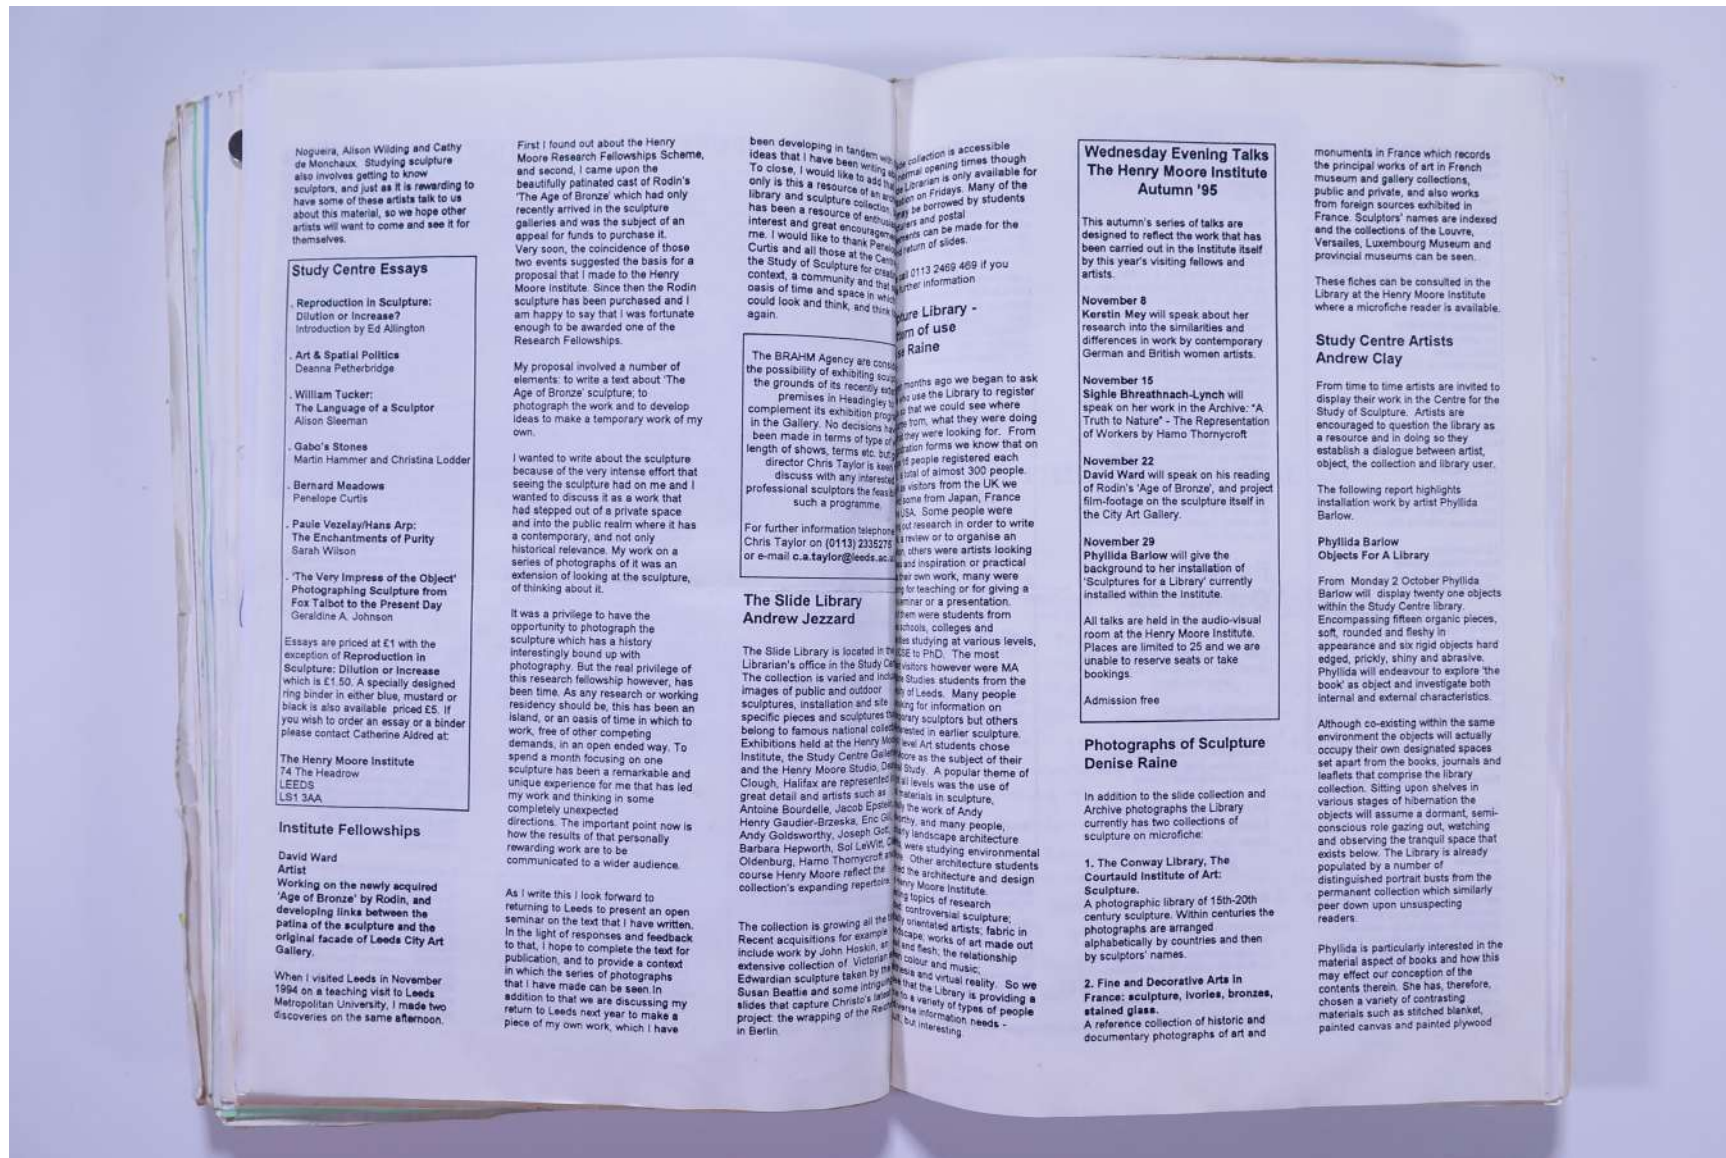 Nogueira, Alison Wilding and Cathy
de Monchaux. Studying sculpture
also involves getting to know
sculptors, and just as it is rewarding to
have some of these artists talk to us
about this material, so we hope other
artists will want to come and see it for
themselves.
Study Centre Essays
. Reproduction in Sculpture:
Dilution or Increase?
Introduction by Ed Allington
. Art & Spatial Politics
Deanna Petherbridge
. William Tucker:
The Language of a Sculptor
Alison Sleeman
. Gabo's Stones
Martin Hammer and Christina Lodder
. Bernard Meadows
Penelope Curtis
. Paule Vezelay/Hans Arp:
The Enchantments of Purity
Sarah Wilson
. 'The Very Impress of the Object'
Photographing Sculpture from
Fox Talbot to the Present Day
Geraldine A. Johnson
Essays are priced at £1 with the
exception of Reproduction in
Sculpture: Dilution or Increase
which is £1.50. A specially designed
ring binder in either blue, mustard or
black is also available priced £5. If
you wish to order an essay or a binder
please contact Catherine Aldred at:
The Henry Moore Institute
74 The Headrow
LEEDS
LS1 3AA
Institute Fellowships
David Ward
Artist
Working on the newly acquired
'Age of Bronze' by Rodin, and
developing links between the
patina of the sculpture and the
original facade of Leeds City Art
Gallery.
When I visited Leeds in November
1994 on a teaching visit to Leeds
Metropolitan University, I made two
discoveries on the same afternoon.
First I found out about the Henry
Moore Research Fellowships Scheme,
and second, I came upon the
beautifully patinated cast of Rodin's
'The Age of Bronze' which had only
recently arrived in the sculpture
galleries and was the subject of an
appeal for funds to purchase it.
Very soon, the coincidence of those
two events suggested the basis for a
proposal that I made to the Henry
Moore Institute. Since then the Rodin
sculpture has been purchased and I
am happy to say that I was fortunate
enough to be awarded one of the
Research Fellowships.
My proposal involved a number of
elements: to write a text about 'The
Age of Bronze' sculpture; to
photograph the work and to develop
ideas to make a temporary work of my
own.
I wanted to write about the sculpture
because of the very intense effort that
seeing the sculpture had on me and I
wanted to discuss it as a work that
had stepped out of a private space
and into the public realm where it has
a contemporary, and not only
historical relevance. My work on a
series of photographs of it was an
extension of looking at the sculpture,
of thinking about it.
It was a privilege to have the
opportunity to photograph the
sculpture which has a history
interestingly bound up with
photography. But the real privilege of
this research fellowship however, has
been time. As any research or working
residency should be, this has been an
island, or an oasis of time in which to
work, free of other competing
demands, in an open ended way. To
spend a month focusing on one
sculpture has been a remarkable and
unique experience for me that has led
my work and thinking in some
completely unexpected
directions. The important point now is
how the results of that personally
rewarding work are to be
communicated to a wider audience.
As I write this I look forward to
returning to Leeds to present an open
seminar on the text that I have written.
In the light of responses and feedback
to that, I hope to complete the text for
publication, and to provide a context
in which the series of photographs
that I have made can be seen.In
addition to that we are discussing my
return to Leeds next year to make a
piece of my own work, which I have
been developing in tandem
ideas that I have been writing
To close, I would like to add
only is this a resource of an
library and sculpture collection,
has been a resource of
interest and great
me. I would like to thank
Curtis and all those at the
the Study of Sculpture for
context, a community and that
oasis of time and space in which
could look and think, and think
again.
The BRAHM Agency are
the possibility of exhibiting
the grounds of its recently
premises in Headingley
complement its exhibition
in the Gallery. No decisions
been made in terms of type of
length of shows, terms etc. but
director Chris Taylor is keen
discuss with any interested
professional sculptors the
such a programme.
For further information telephone
Chris Taylor on (0113) 2335275
or e-mail c.a.taylor@leeds.ac.
The Slide Library
Andrew Jezzard
The Slide Library is located in the
Librarian's office in the Study
The collection is varied and
images of public and outdoor
sculptures, installation and site
specific pieces and sculptures
belong to famous national
Exhibitions held at the Henry
Institute, the Study Centre
and the Henry Moore Studio,
Clough, Halifax are represented
great detail and artists such as
Antoine Bourdelle, Jacob
Henry Gaudier-Brzeska, Eric
Andy Goldsworthy, Joseph Gott,
Barbara Hepworth, Sol LeWitt,
Oldenburg, Hamo Thornycroft
course Henry Moore reflect the
collection's expanding repertoire.
The collection is growing all the
Recent acquisitions for example
include work by John Hoskin, an
extensive collection of Victorian
Edwardian sculpture taken by
Susan Beattie and some
slides that capture Christo's latest
project: the wrapping of the
in Berlin.
collection is accessible
normal opening times though
Librarian is only available for
on Fridays. Many of the
may be borrowed by students
and postal
can be made for the
return of slides.
0113 2469 469 if you
further information
Library -
of use
Raine
months ago we began to ask
who use the Library to register
that we could see where
from, what they were doing
they were looking for. From
forms we know that on
people registered each
total of almost 300 people.
visitors from the UK we
some from Japan, France
USA. Some people were
out research in order to write
a review or to organise an
others were artists looking
and inspiration or practical
their own work, many were
for teaching or for giving a
seminar or a presentation.
them were students from
schools, colleges and
studying at various levels,
to PhD. The most
visitors however were MA
Studies students from the
of Leeds. Many people
looking for information on
sculptors but others
interested in earlier sculpture.
level Art students chose
as the subject of their
Study. A popular theme of
all levels was the use of
materials in sculpture,
the work of Andy
and many people,
landscape architecture
were studying environmental
Other architecture students
the architecture and design
Henry Moore Institute.
topics of research
controversial sculpture;
orientated artists; fabric in
works of art made out
and flesh; the relationship
colour and music;
and virtual reality. So we
that the Library is providing a
to a variety of types of people
information needs -
but interesting.
Wednesday Evening Talks
The Henry Moore Institute
Autumn '95
This autumn's series of talks are
designed to reflect the work that has
been carried out in the Institute itself
by this year's visiting fellows and
artists.
November 8
Kerstin Mey will speak about her
research into the similarities and
differences in work by contemporary
German and British women artists.
November 15
Sighle Bhreathnach-Lynch will
speak on her work in the Archive: "A
Truth to Nature" - The Representation
of Workers by Hamo Thornycroft
November 22
David Ward will speak on his reading
of Rodin's 'Age of Bronze', and project
film-footage on the sculpture itself in
the City Art Gallery.
November 29
Phyllida Barlow will give the
background to her installation of
'Sculptures for a Library' currently
installed within the Institute.
All talks are held in the audio-visual
room at the Henry Moore Institute.
Places are limited to 25 and we are
unable to reserve seats or take
bookings.
Admission free
Photographs of Sculpture
Denise Raine
In addition to the slide collection and
Archive photographs the Library
currently has two collections of
sculpture on microfiche:
1. The Conway Library, The
Courtauld Institute of Art:
Sculpture.
A photographic library of 15th-20th
century sculpture. Within centuries the
photographs are arranged
alphabetically by countries and then
by sculptors' names.
2. Fine and Decorative Arts in
France: sculpture, ivories, bronzes,
stained glass.
A reference collection of historic and
documentary photographs of art and
monuments in France which records
the principal works of art in French
museum and gallery collections,
public and private, and also works
from foreign sources exhibited in
France. Sculptors' names are indexed
and the collections of the Louvre,
Versailes, Luxembourg Museum and
provincial museums can be seen.
These fiches can be consulted in the
Library at the Henry Moore Institute
where a microfiche reader is available.
Study Centre Artists
Andrew Clay
From time to time artists are invited to
display their work in the Centre for the
Study of Sculpture. Artists are
encouraged to question the library as
a resource and in doing so they
establish a dialogue between artist,
object, the collection and library user.
The following report highlights
installation work by artist Phyllida
Barlow.
Phyllida Barlow
Objects For A Library
From Monday 2 October Phyllida
Barlow will display twenty one objects
within the Study Centre library.
Encompassing fifteen organic pieces,
soft, rounded and fleshy in
appearance and six rigid objects hard
edged, prickly, shiny and abrasive.
Phyllida will endeavour to explore 'the
book' as object and investigate both
internal and external characteristics.
Although co-existing within the same
environment the objects will actually
occupy their own designated spaces
set apart from the books, journals and
leaflets that comprise the library
collection. Sitting upon shelves in
various stages of hibernation the
objects will assume a dormant, semi-
conscious role gazing out, watching
and observing the tranquil space that
exists below. The Library is already
populated by a number of
distinguished portrait busts from the
permanent collection which similarly
peer down upon unsuspecting
readers.
Phyllida is particularly interested in the
material aspect of books and how this
may effect our conception of the
contents therein. She has, therefore,
chosen a variety of contrasting
materials such as stitched blanket,
painted canvas and painted plywood